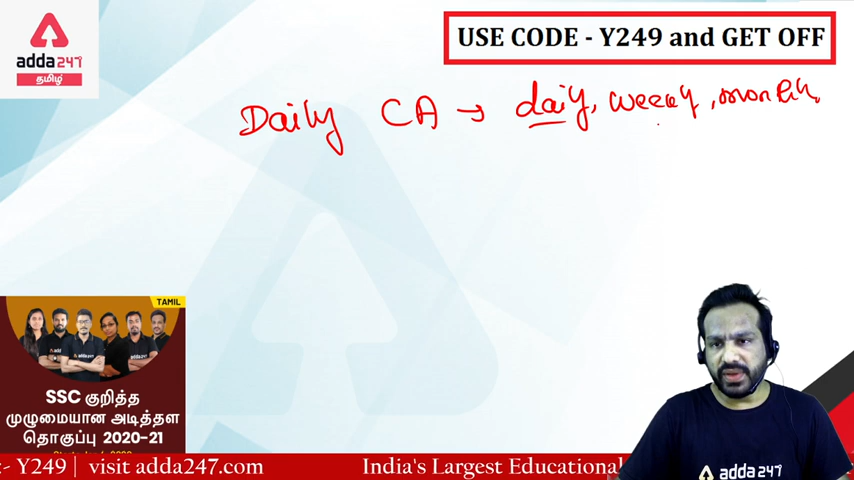 adda247
தமிழ்
USE CODE - Y249 and GET OFF
Daily CA → daily, weekly, monthly,
TAMIL
SSC குறித்த
முழுமையான அடித்தள
தொகுப்பு 2020-21
- Y249 | visit adda247.com
India's Largest Educational
adda247